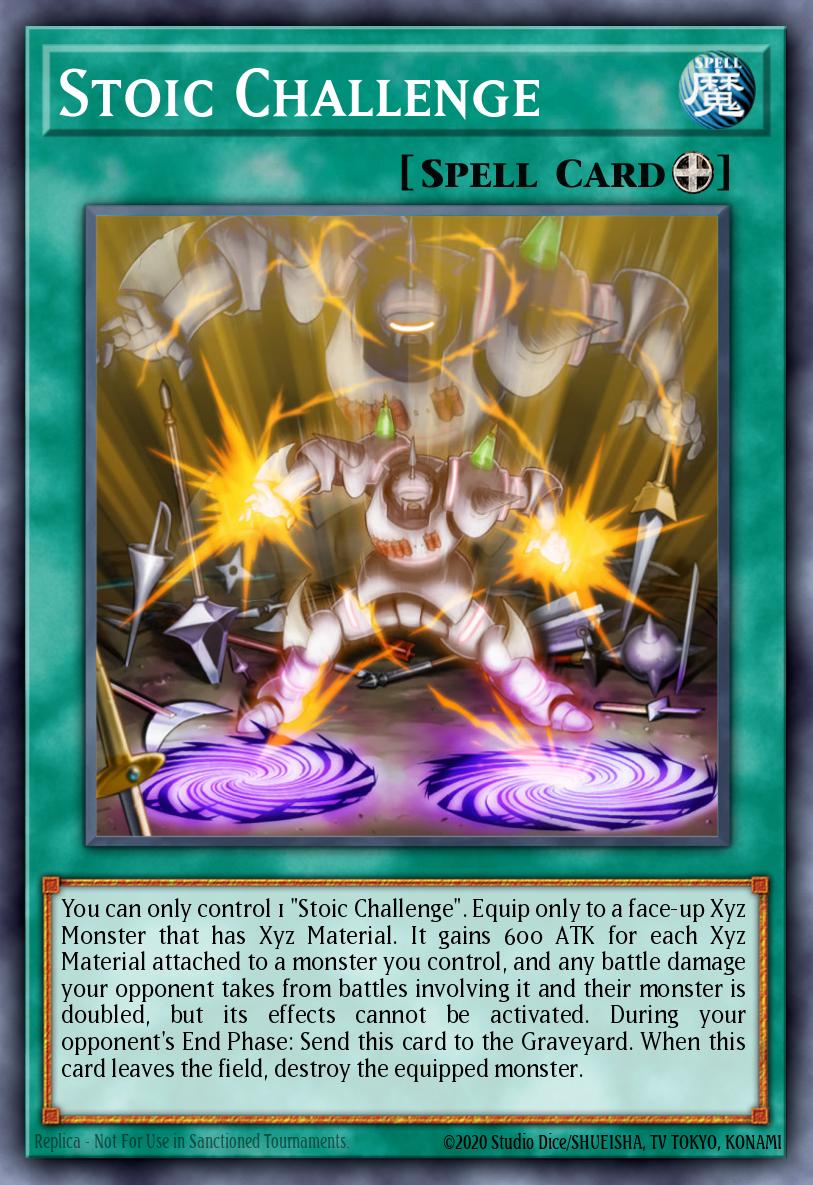 Stoic Challenge
SPELL
魔
[Spell Card]
You can only control 1 "Stoic Challenge". Equip only to a face-up Xyz
Monster that has Xyz Material. It gains 600 ATK for each Xyz
Material attached to a monster you control, and any battle damage
your opponent takes from battles involving it and their monster is
doubled, but its effects cannot be activated. During your
opponent's End Phase: Send this card to the Graveyard. When this
card leaves the field, destroy the equipped monster.
Replica - Not For Use in Sanctioned Tournaments.
©2020 Studio Dice/SHUEISHA, TV TOKYO, KONAMI